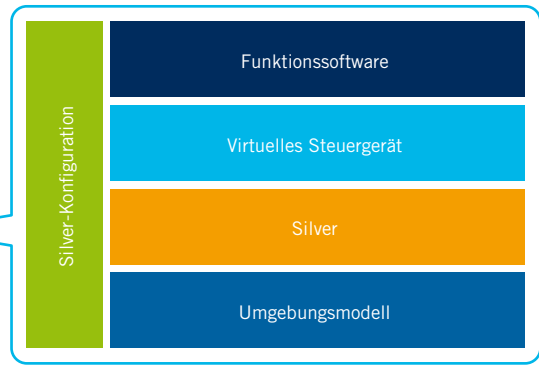 Silver-Konfiguration
Funktionssoftware
Virtuelles Steuergerät
Silver
Umgebungsmodell